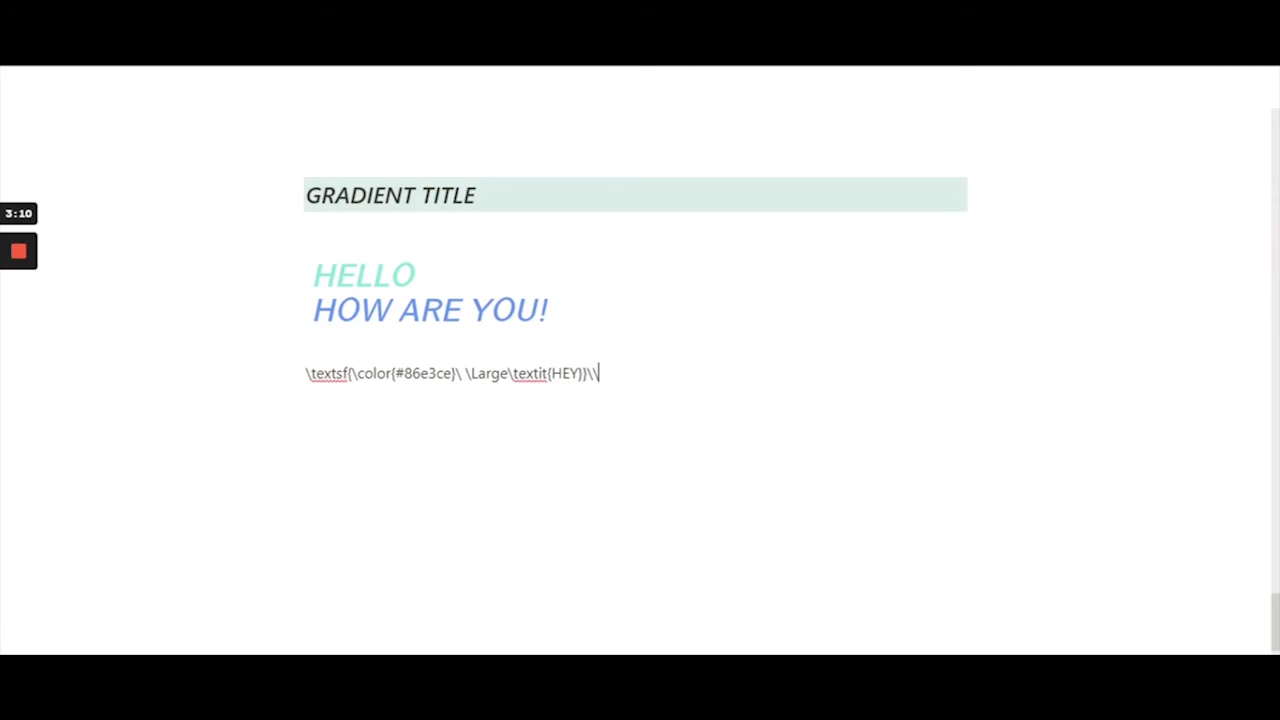 GRADIENT TITLE
3:10
HELLO
HOW ARE YOU!
\textsf{\color{#86e3ce}\ \Large\textit{HEY}}\\